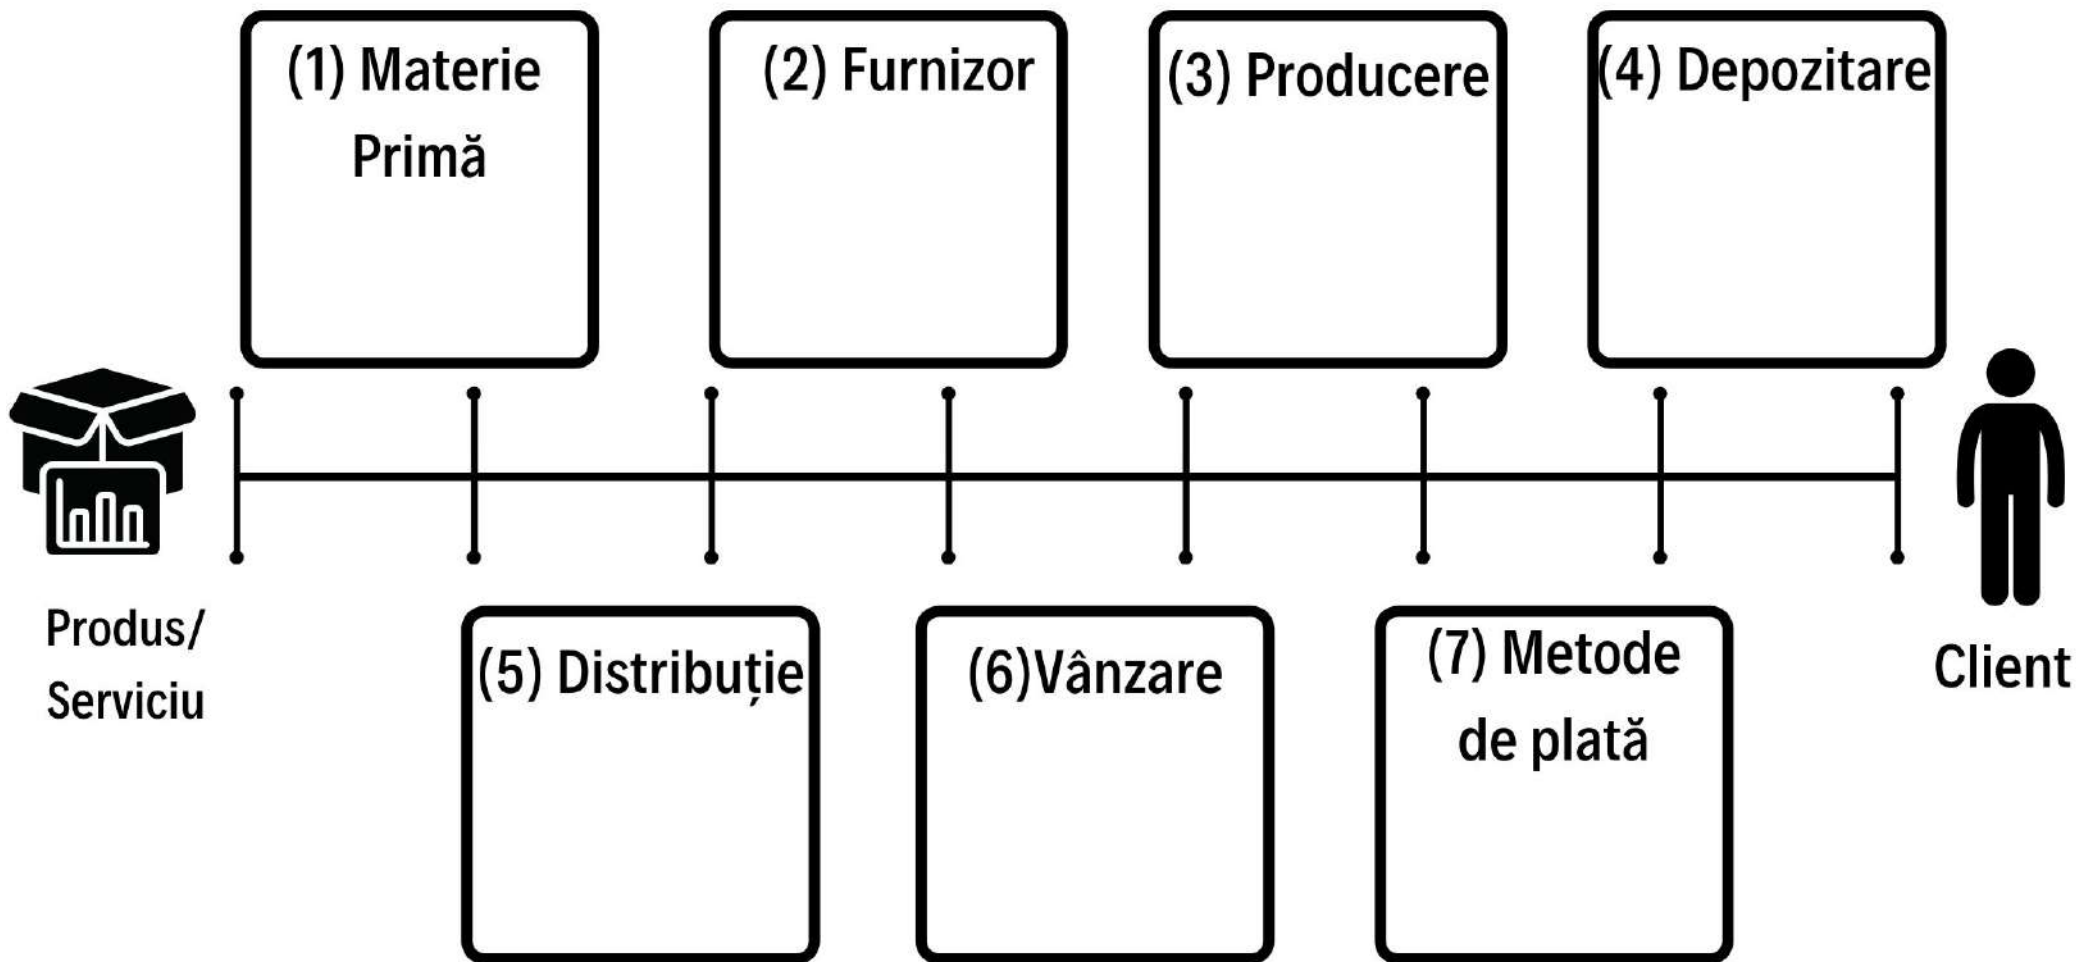 (1) Materie
Primă
(2) Furnizor
(3) Producere
(4) Depozitare
Produs/
Serviciu
(5) Distribuție
(6)Vânzare
(7) Metode
de plată
Client